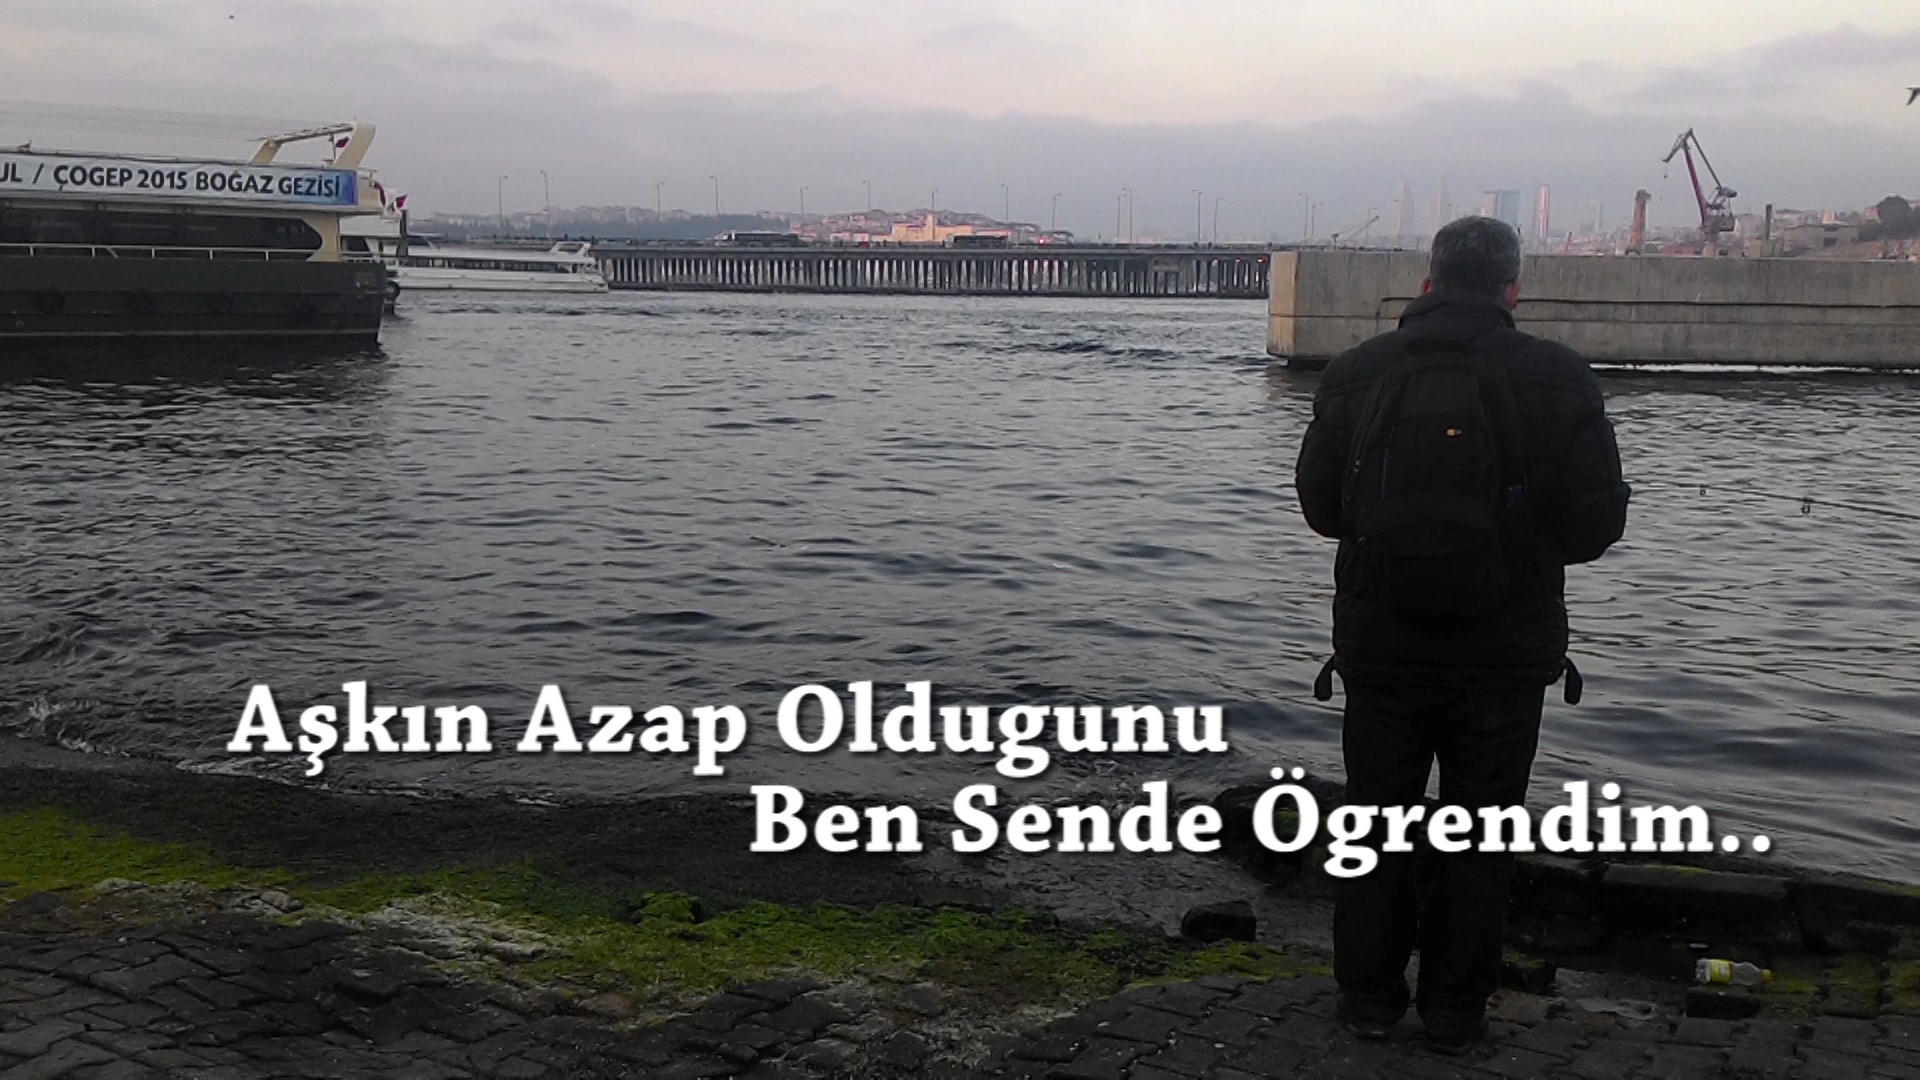 UL / ÇOGEP 2015 BOĞAZ GEZİSİ
Aşkın Azap Oldugunu
Ben Sende Ögrendim..